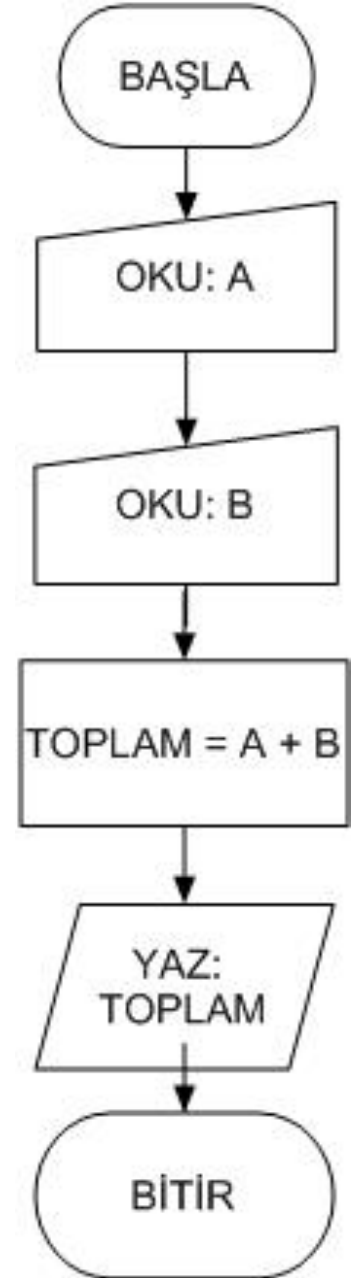 BAŞLA
OKU: A
OKU: B
TOPLAM = A + B
YAZ:
TOPLAM
BİTİR